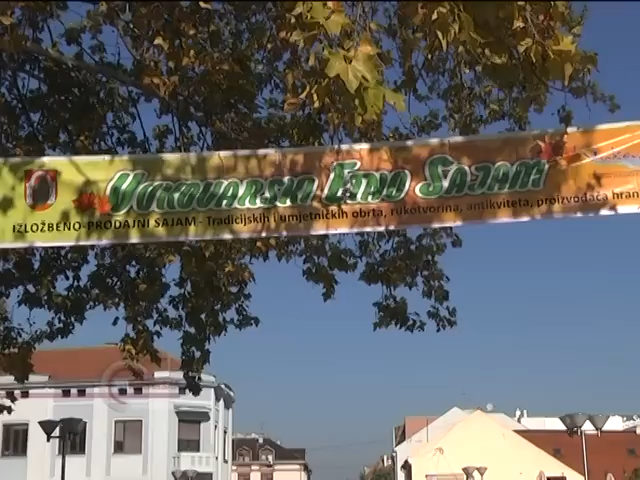 Vukovarski Etno Sajam
IZLOŽBENO-PRODAJNI SAJAM - Tradicijskih i umjetničkih obrta, rukotvorina, antikviteta, proizvođača hran